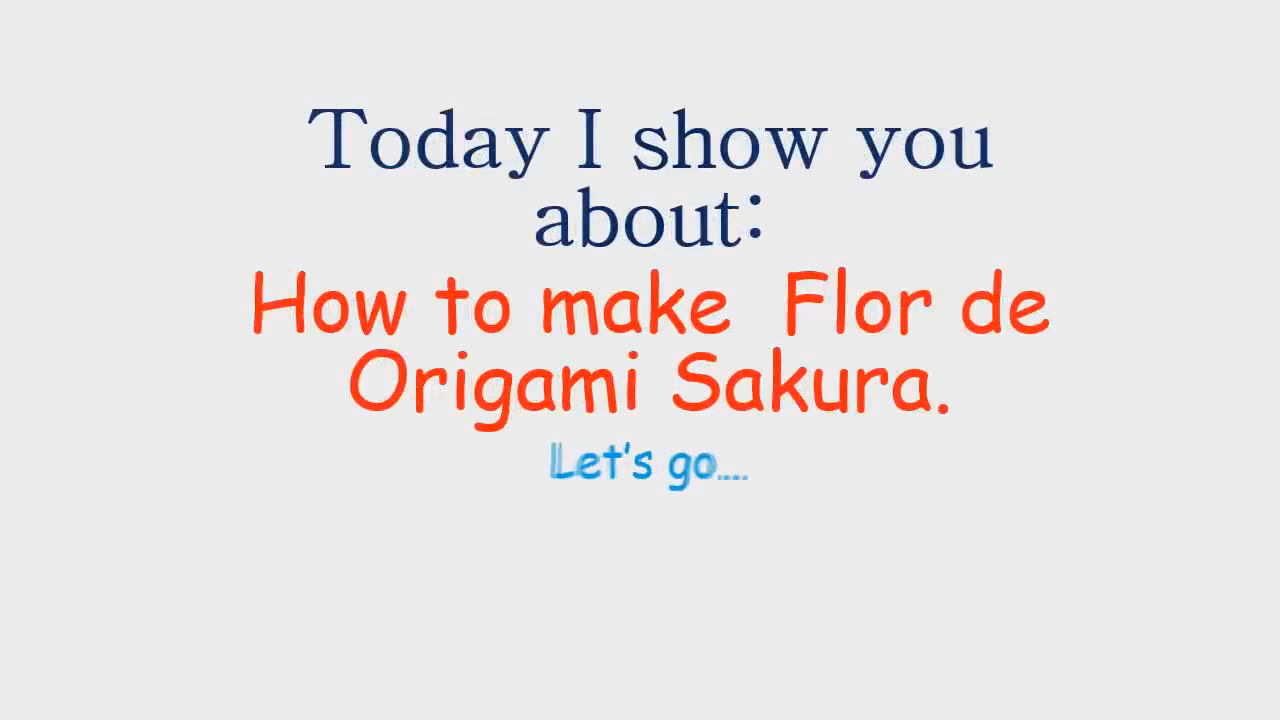 Today I show you
about:
How to make  Flor de
Origami Sakura.
Let's go....